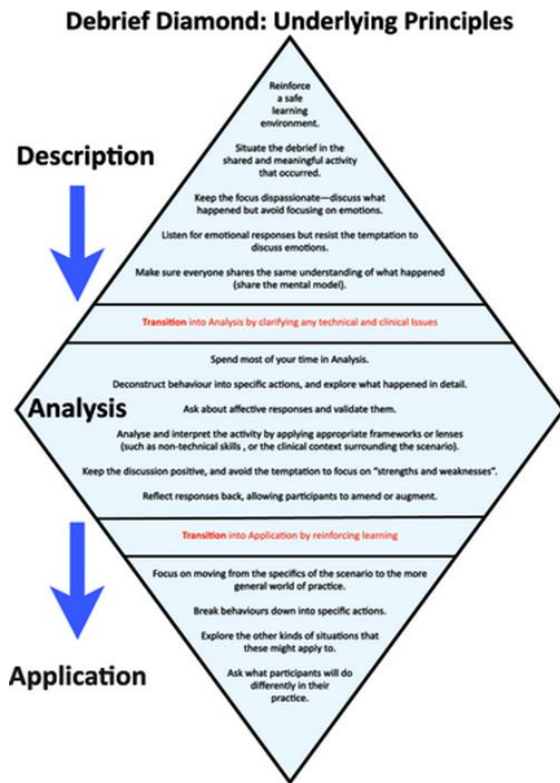 Debrief Diamond: Underlying Principles
Reinforce
a safe
learning
environment.
Description
Situate the debrief in the
shared and meaningful activity
that occurred.
Keep the focus dispassionate—discuss what
happened but avoid focusing on emotions.
Listen for emotional responses but resist the temptation to
discuss emotions.
Make sure everyone shares the same understanding of what happened
(share the mental model).
Transition into Analysis by clarifying any technical and clinical Issues
Spend most of your time in Analysis.
Deconstruct behaviour into specific actions, and explore what happened in detail.
Analysis
Ask about affective responses and validate them.
Analyse and interpret the activity by applying appropriate frameworks or lenses
(such as non-technical skills , or the clinical context surrounding the scenario).
Keep the discussion positive, and avoid the temptation to focus on “strengths and weaknesses”.
Reflect responses back, allowing participants to amend or augment.
Transition into Application by reinforcing learning
Focus on moving from the specifics of the scenario to the more
general world of practice.
Break behaviours down into specific actions.
Explore the other kinds of situations that
these might apply to.
Application
Ask what participants will do
differently in their
practice.